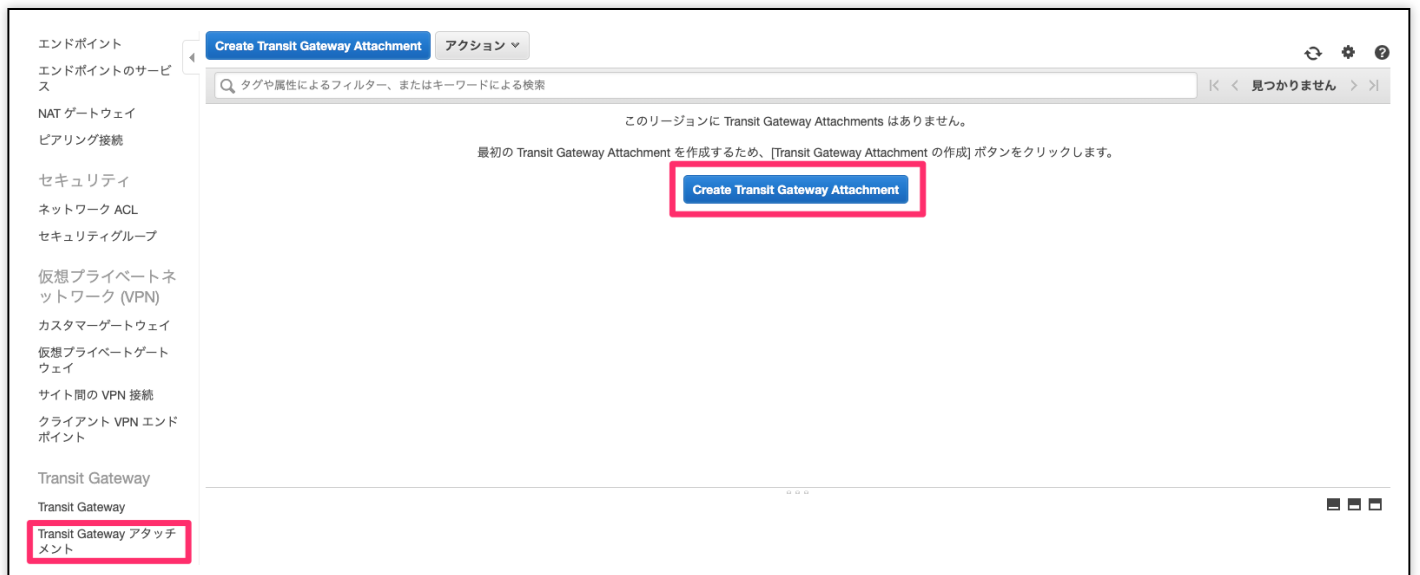 エンドポイント
エンドポイントのサービ
ス
NAT ゲートウェイ
ピアリング接続
セキュリティ
ネットワーク ACL
セキュリティグループ
仮想プライベートネ
ットワーク (VPN)
カスタマーゲートウェイ
仮想プライベートゲート
ウェイ
サイト間の VPN 接続
クライアント VPN エンド
ポイント
Transit Gateway
Transit Gateway
Transit Gateway アタッチ
メント
Create Transit Gateway Attachment
アクション
タグや属性によるフィルター、またはキーワードによる検索
見つかりません
このリージョンに Transit Gateway Attachments はありません。
最初の Transit Gateway Attachment を作成するため、[Transit Gateway Attachment の作成] ボタンをクリックします。
Create Transit Gateway Attachment